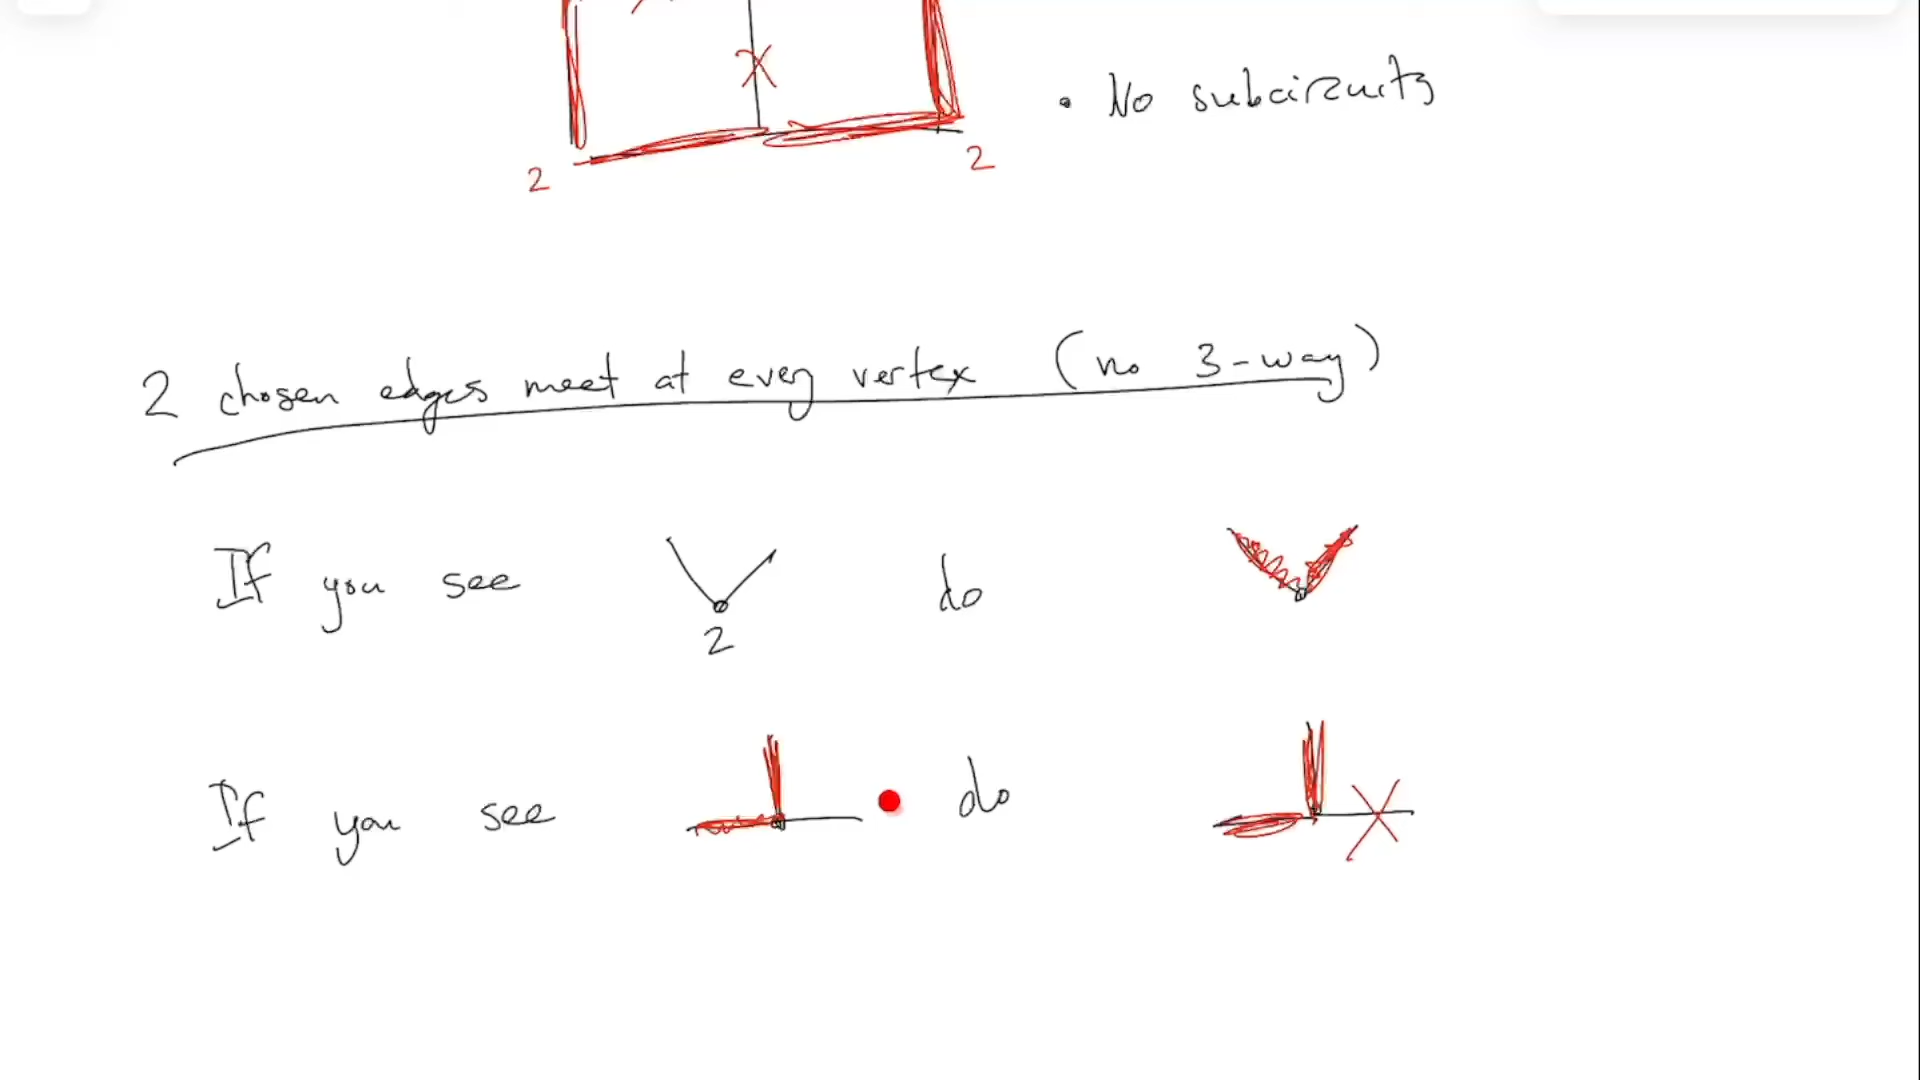 • No subcircuits
2
2
2 chosen edges meet at every vertex (no 3-way)
If you see
2
do
If you see
do